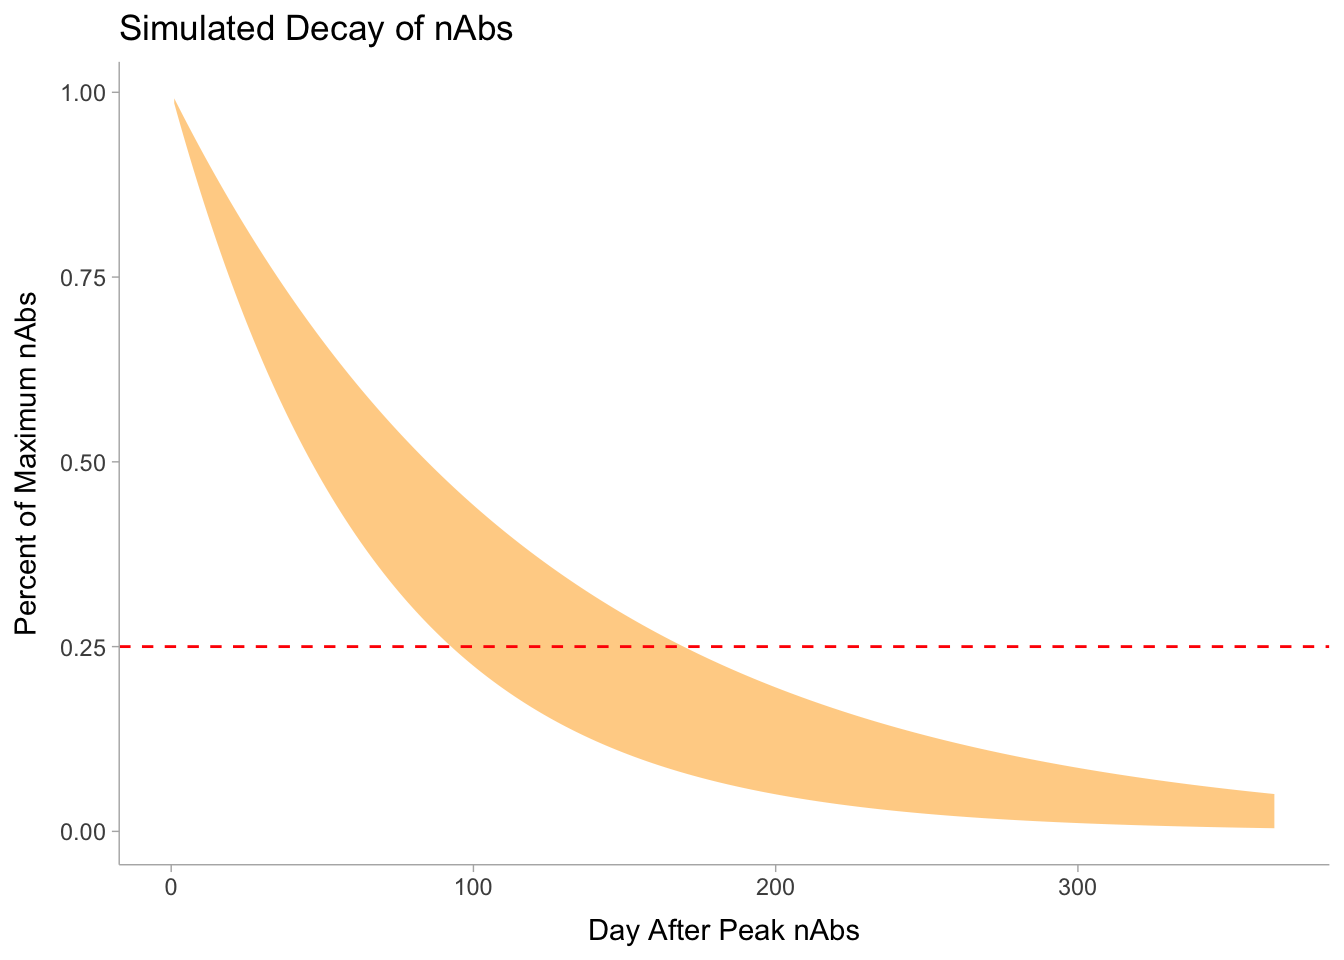 Simulated Decay of nAbs
1.00
0.75
0.50
0.25
0.00
Percent of Maximum nAbs
0 100 200 300
Day After Peak nAbs